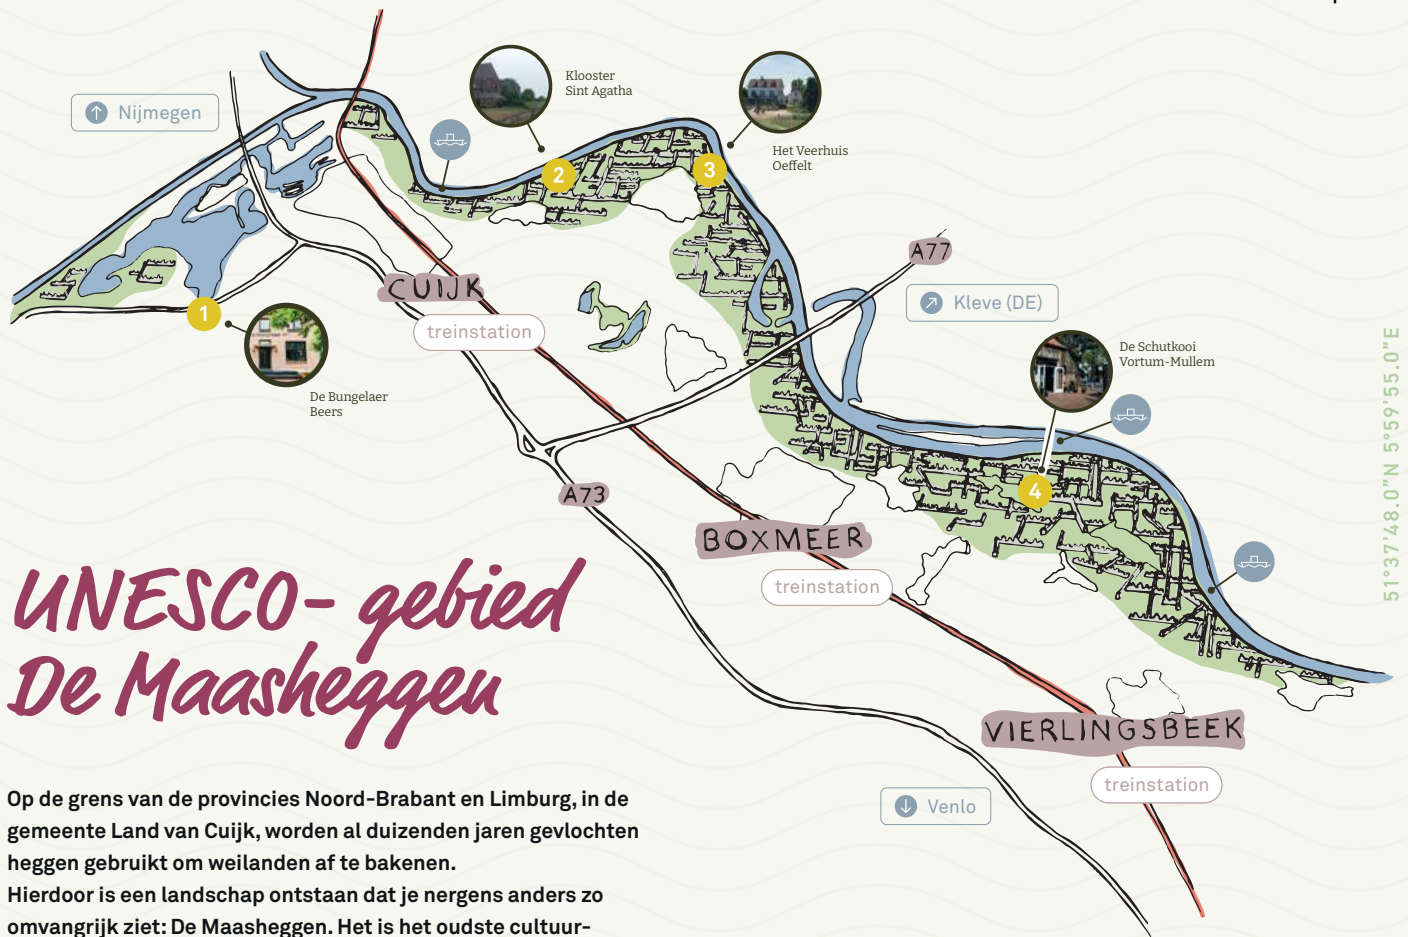 Nijmegen
Klooster
Sint Agatha
2
3
Het Veerhuis
Oeffelt
A77
Kleve (DE)
CUIJK
treinstation
1
De Bungelaer
Beers
De Schutkooi
Vortum-Mullem
4
A73
BOXMEER
treinstation
51°37'48.0"N 5°59'55.0"E
VIERLINGSBEEK
treinstation
Venlo
UNESCO- gebied
De Maasheggen
Op de grens van de provincies Noord-Brabant en Limburg, in de
gemeente Land van Cuijk, worden al duizenden jaren gevlochten
heggen gebruikt om weilanden af te bakenen.
Hierdoor is een landschap ontstaan dat je nergens anders zo
omvangrijk ziet: De Maasheggen. Het is het oudste cultuur-